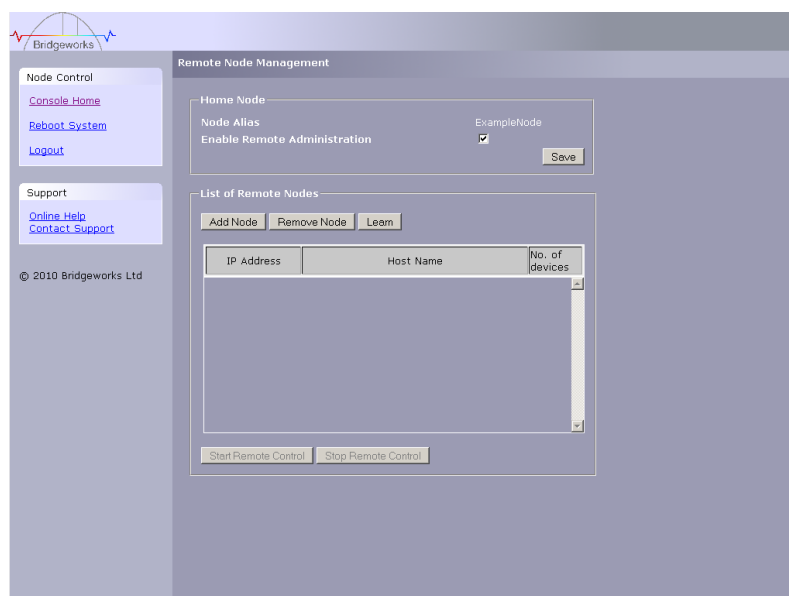 Bridgeworks
Remote Node Management
Node Control
Console Home
Reboot System
Logout
Support
Online Help
Contact Support
© 2010 Bridgeworks Ltd
Home Node
Node Alias ExampleNode
Enable Remote Administration
Save
List of Remote Nodes
Add Node Remove Node Learn
IP Address Host Name No. of
devices
Start Remote Control Stop Remote Control